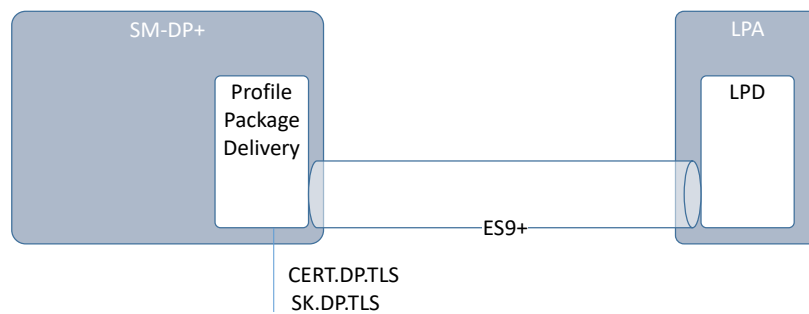 SM-DP+
LPA
Profile
Package
Delivery
LPD
ES9+
CERT.DP.TLS
SK.DP.TLS